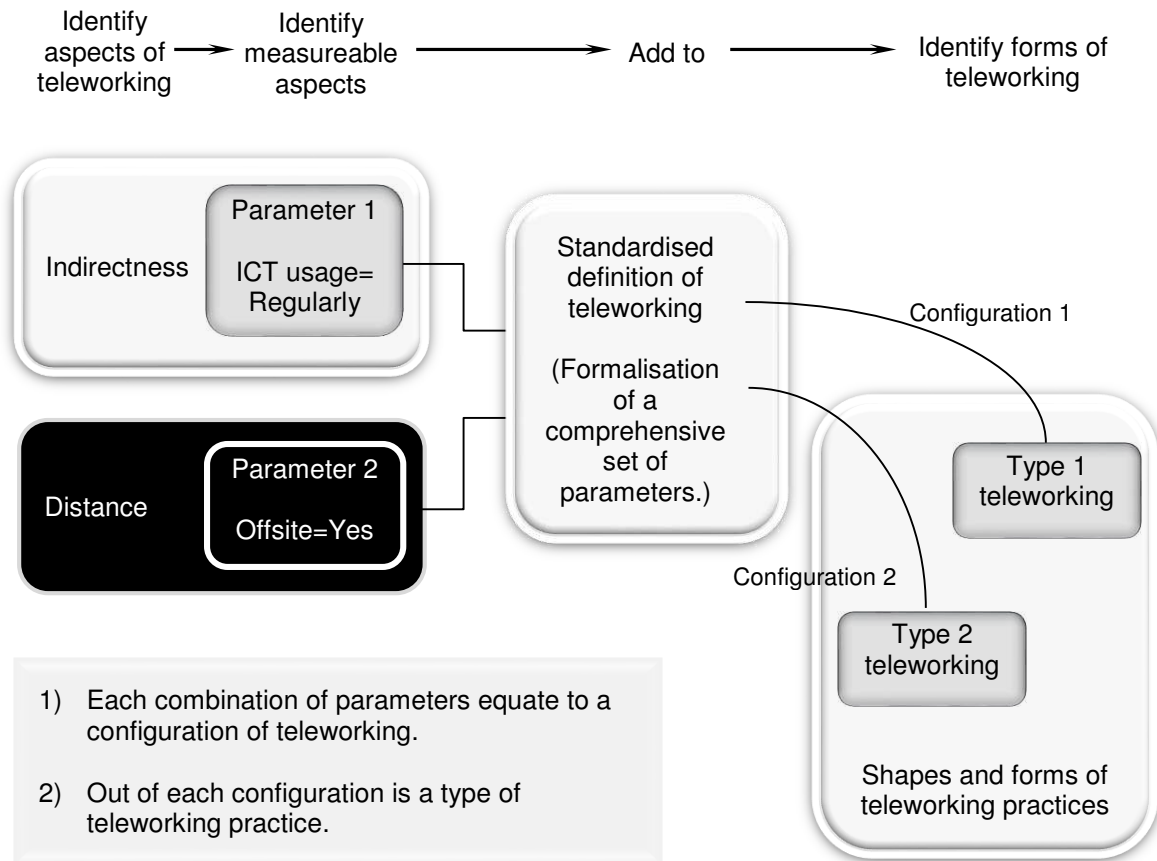 Identify
aspects of
teleworking
Identify
measureable
aspects
Add to
Identify forms of
teleworking
Indirectness
Parameter 1
ICT usage=
Regularly
Distance
Parameter 2
Offsite=Yes
Standardised
definition of
teleworking
(Formalisation
of a
comprehensive
set of
parameters.)
Configuration 1
Configuration 2
Type 1
teleworking
Type 2
teleworking
Shapes and forms of
teleworking practices
1) Each combination of parameters equate to a
configuration of teleworking.
2) Out of each configuration is a type of
teleworking practice.